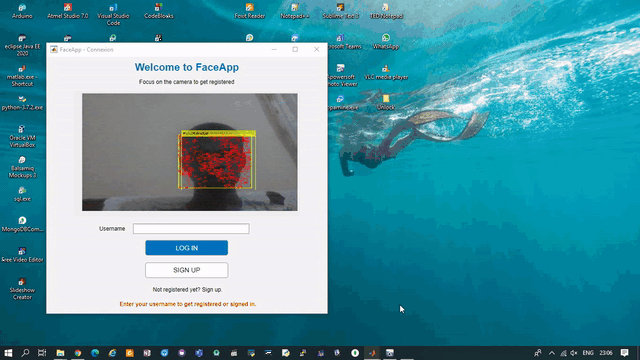 Arduino
Atmel Studio 7.0
Visual Studio
Code
CodeBlocks
Foxit Reader
Notepad++
Sublime Text 3
eclipse Java EE
2020
matlab.exe -
Shortcut
python-3.7.2.exe
Oracle VM
VirtualBox
Balsamiq
Mockups 3
sql.exe
MongoDBCom...
Free Video Editor
Slideshow
Creator
Microsoft Teams
WhatsApp
Apowersoft
Photo Viewer
VLC media player
Unlock
FaceApp - Connexion
Welcome to FaceApp
Focus on the camera to get registered
Username
LOG IN
SIGN UP
Not registered yet? Sign up.
Enter your username to get registered or signed in.
ENG
23:06